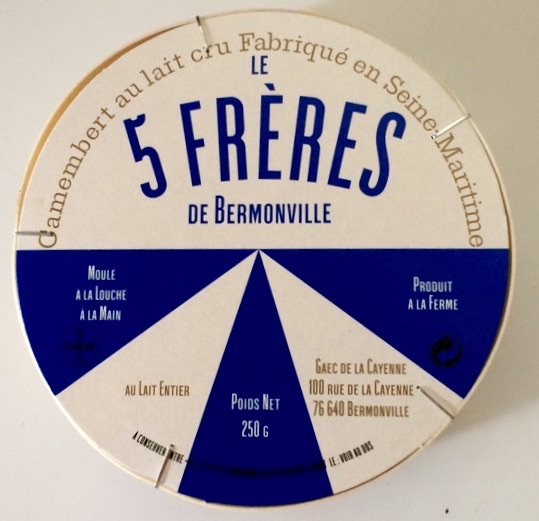 Camembert au lait cru Fabriqué en Seine-Maritime
LE
5 FRÈRES
DE BERMONVILLE
MOULÉ
À LA LOUCHE
À LA MAIN
PRODUIT
A LA FERME
AU LAIT ENTIER
POIDS NET
250 G
GAEC DE LA CAYENNE
100 RUE DE LA CAYENNE
76 640 BERMONVILLE
A CONSERVER ENTRE
LE : VOIR AU DOS